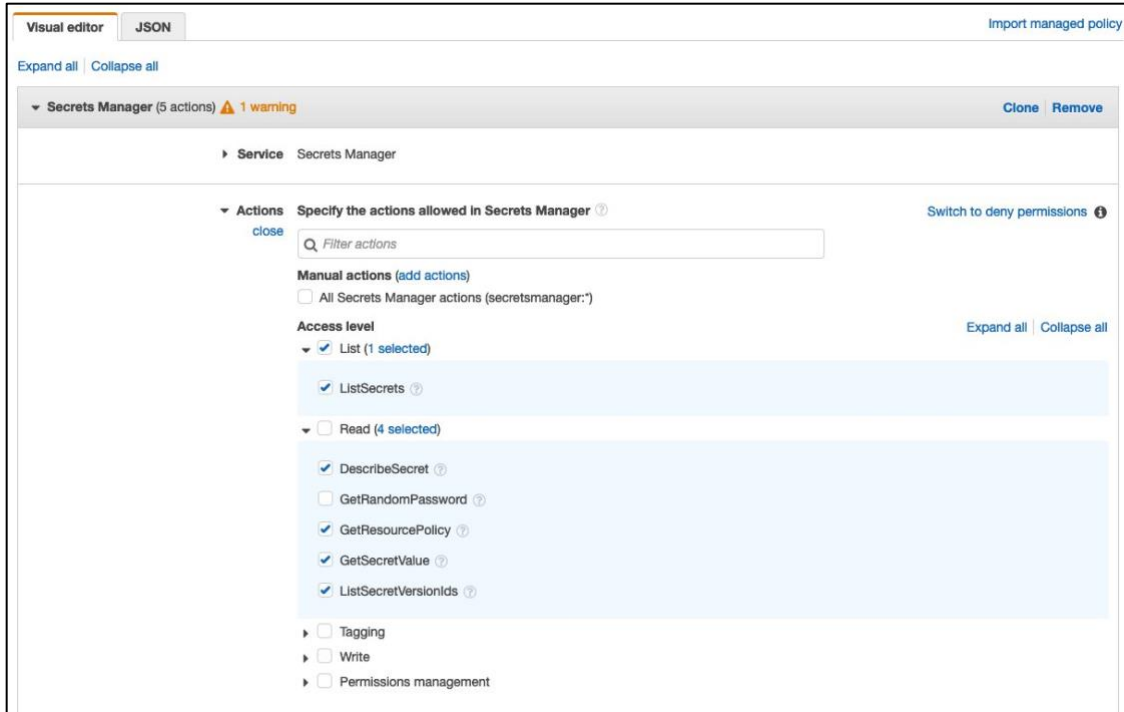 Visual editor JSON Import managed policy
Expand all Collapse all
Secrets Manager (5 actions) 1 warning Clone Remove
Service Secrets Manager
Actions Specify the actions allowed in Secrets Manager ? Switch to deny permissions i
close
Filter actions
Manual actions (add actions)
All Secrets Manager actions (secretsmanager:*)
Access level Expand all Collapse all
List (1 selected)
ListSecrets ?
Read (4 selected)
DescribeSecret ?
GetRandomPassword ?
GetResourcePolicy ?
GetSecretValue ?
ListSecretVersionIds ?
Tagging
Write
Permissions management